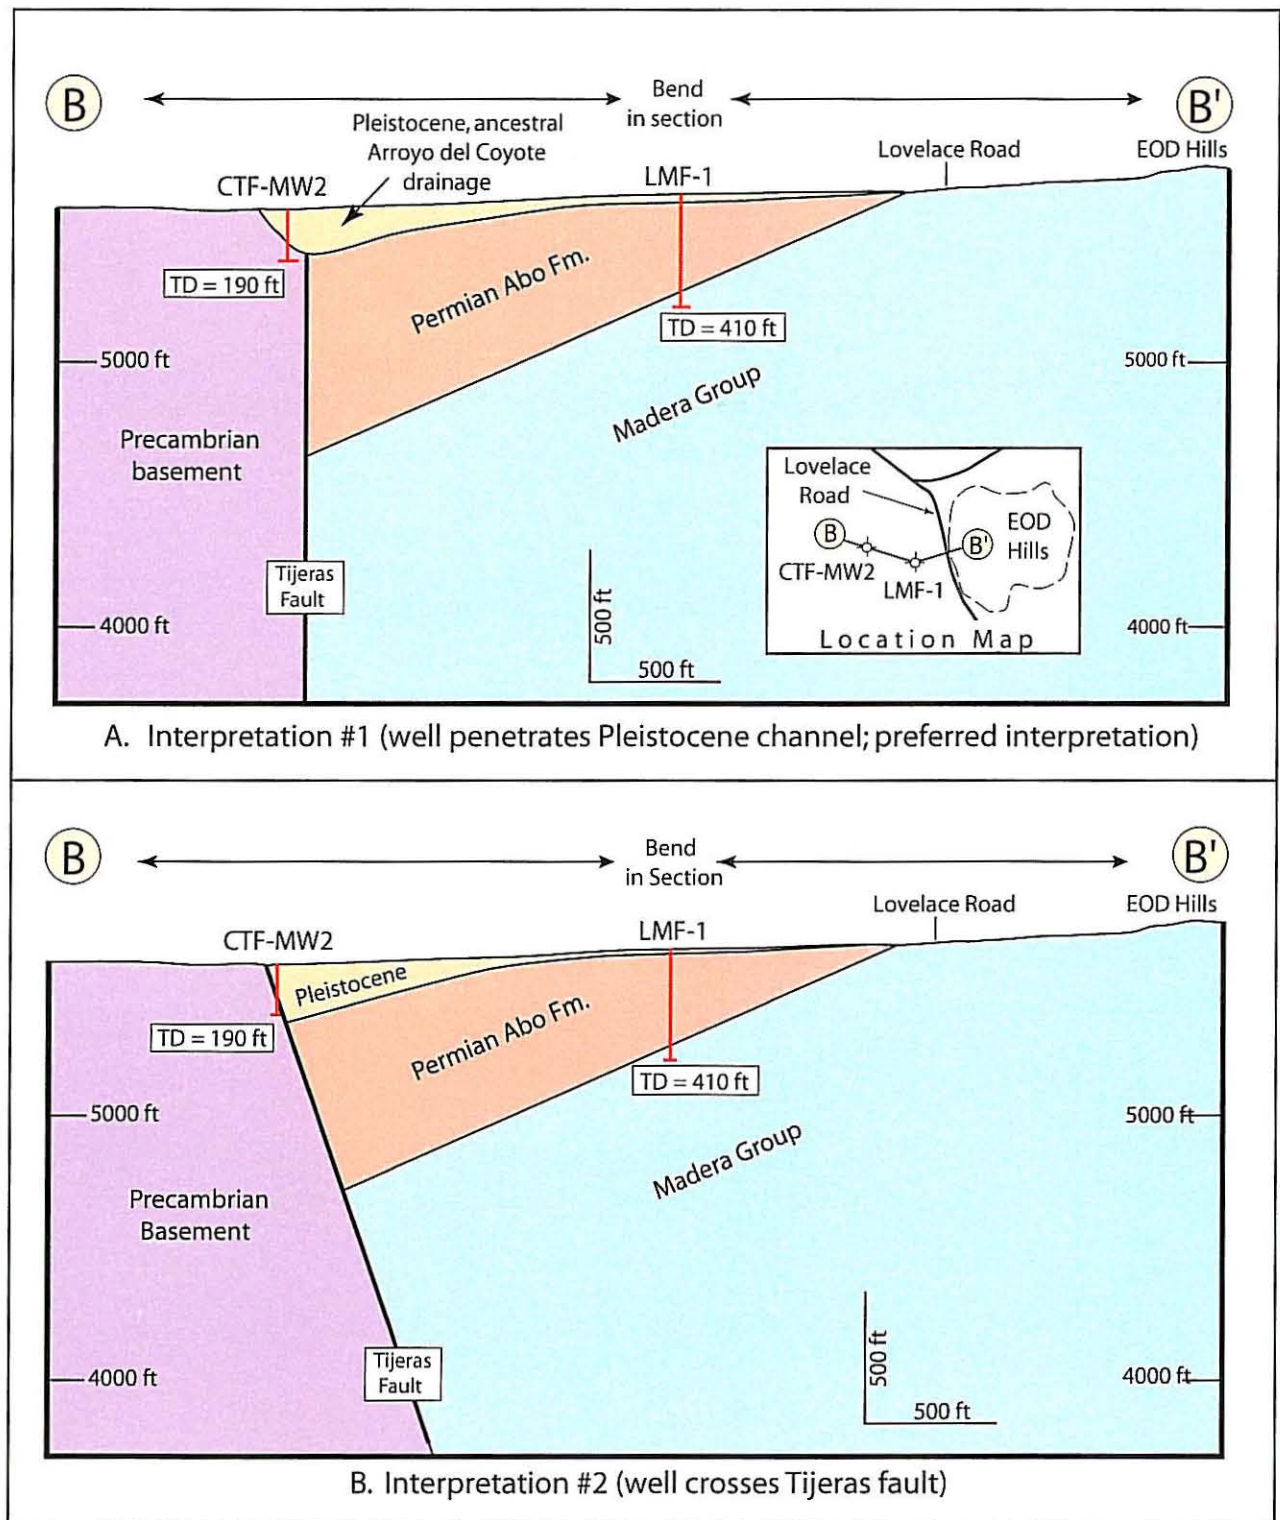 B
Bend
in section
B'
Pleistocene, ancestral
Arroyo del Coyote
drainage
CTF-MW2
LMF-1
Lovelace Road
EOD Hills
TD = 190 ft
Permian Abo Fm.
TD = 410 ft
5000 ft
5000 ft
Madera Group
Precambrian
basement
Lovelace
Road
EOD
Hills
B
B'
CTF-MW2
LMF-1
Location Map
Tijeras
Fault
4000 ft
500 ft
500 ft
4000 ft
A. Interpretation #1 (well penetrates Pleistocene channel; preferred interpretation)
B
Bend
in Section
B'
CTF-MW2
LMF-1
Lovelace Road
EOD Hills
Pleistocene
TD = 190 ft
Permian Abo Fm.
TD = 410 ft
5000 ft
5000 ft
Madera Group
Precambrian
Basement
Tijeras
Fault
4000 ft
500 ft
500 ft
4000 ft
B. Interpretation #2 (well crosses Tijeras fault)